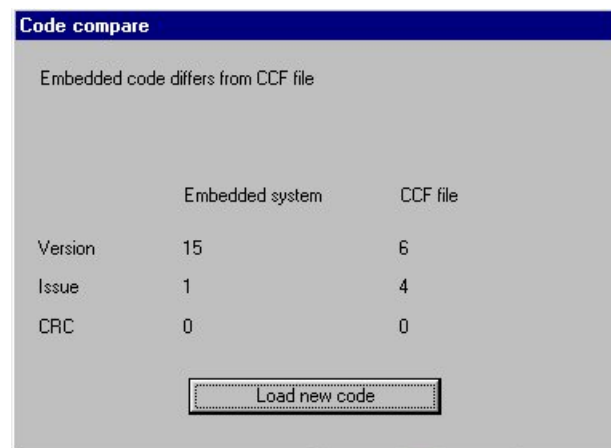 Code compare
Embedded code differs from CCF file
Embedded system CCF file
Version 15 6
Issue 1 4
CRC 0 0
Load new code